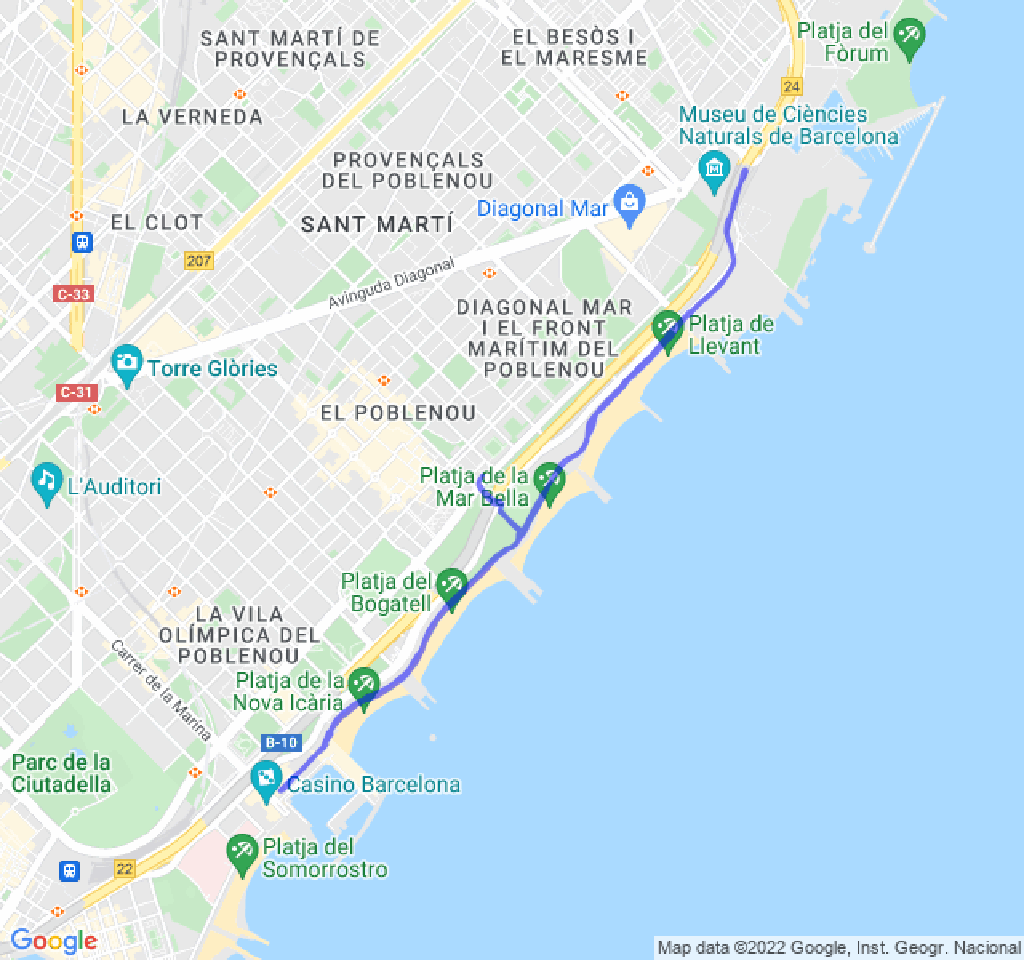 SANT MARTÍ DE
PROVENÇALS
EL BESÒS I
EL MARESME
Platja del
Fòrum
24
LA VERNEDA
Museu de Ciències
Naturals de Barcelona
PROVENÇALS
DEL POBLENOU
EL CLOT
SANT MARTÍ
Diagonal Mar
207
Avinguda Diagonal
C-33
DIAGONAL MAR
I EL FRONT
MARÍTIM DEL
POBLENOU
Platja de
Llevant
Torre Glòries
C-31
EL POBLENOU
Platja de la
Mar Bella
L'Auditori
Platja del
Bogatell
LA VILA
OLÍMPICA DEL
POBLENOU
Carrer de la Marina
Platja de la
Nova Icària
B-10
Parc de la
Ciutadella
Casino Barcelona
Platja del
Somorrostro
22
Google
Map data ©2022 Google, Inst. Geogr. Nacional